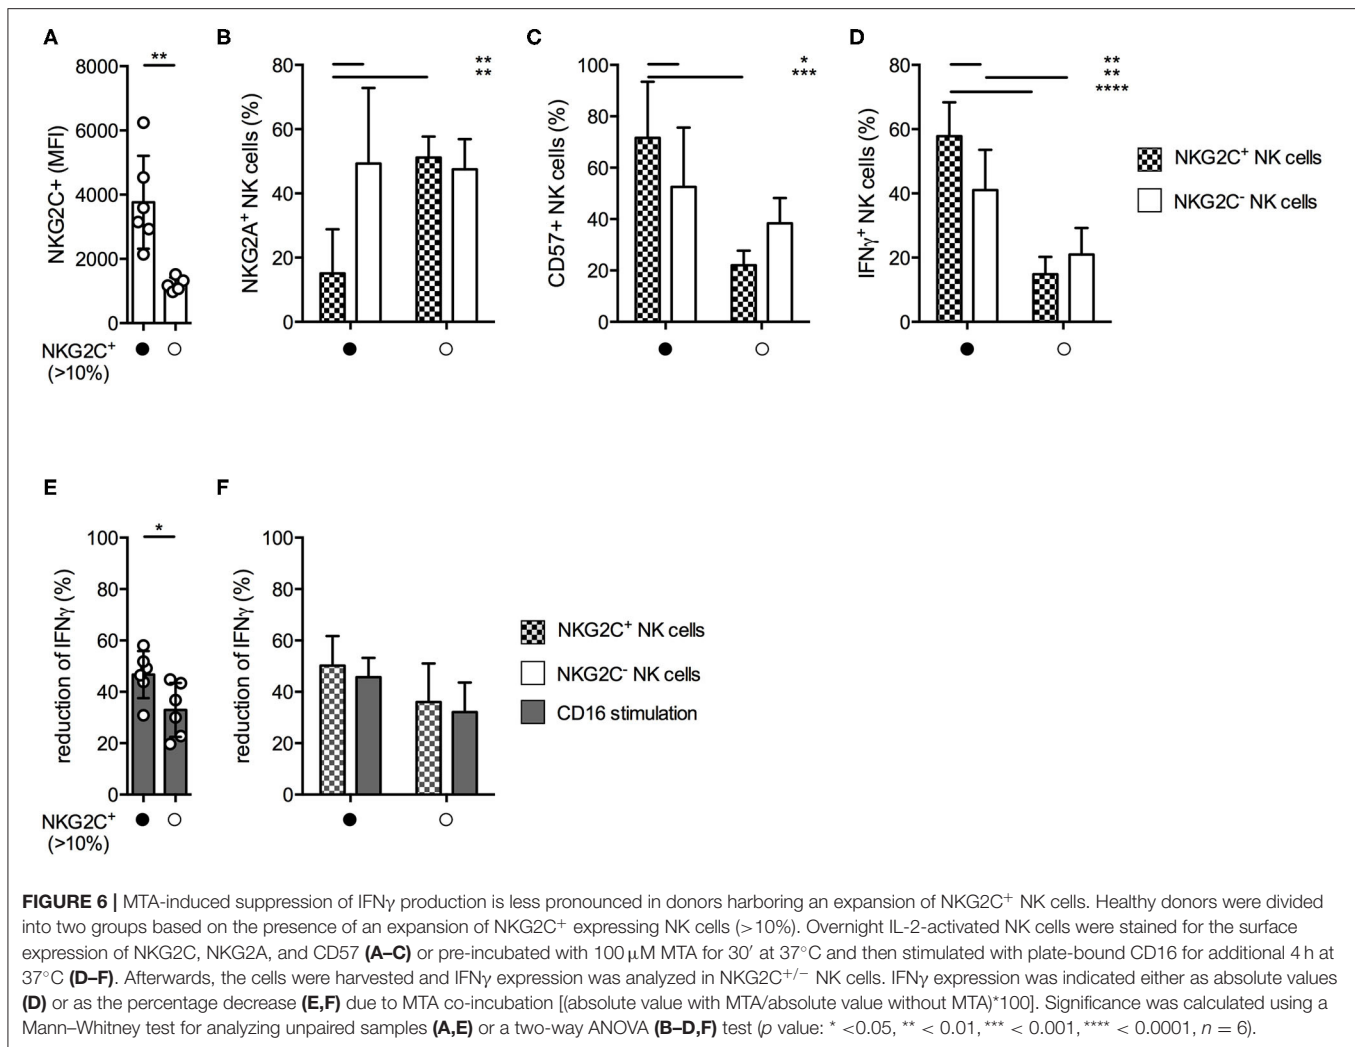 A
B
C
D
**
8000
6000
4000
2000
0
NKG2C+ (MFI)
NKG2C+
(>10%)
**
**
80
60
40
20
0
NKG2A+ NK cells (%)
*
***
100
80
60
40
20
0
CD57+ NK cells (%)
**
**
****
80
60
40
20
0
IFNγ+ NK cells (%)
NKG2C+ NK cells
NKG2C- NK cells
E
F
*
100
80
60
40
20
0
reduction of IFNγ (%)
NKG2C+
(>10%)
100
80
60
40
20
0
reduction of IFNγ (%)
NKG2C+ NK cells
NKG2C- NK cells
CD16 stimulation
FIGURE 6 | MTA-induced suppression of IFNγ production is less pronounced in donors harboring an expansion of NKG2C+ NK cells. Healthy donors were divided
into two groups based on the presence of an expansion of NKG2C+ expressing NK cells (>10%). Overnight IL-2-activated NK cells were stained for the surface
expression of NKG2C, NKG2A, and CD57 (A–C) or pre-incubated with 100 μM MTA for 30′ at 37°C and then stimulated with plate-bound CD16 for additional 4 h at
37°C (D–F). Afterwards, the cells were harvested and IFNγ expression was analyzed in NKG2C+/− NK cells. IFNγ expression was indicated either as absolute values
(D) or as the percentage decrease (E,F) due to MTA co-incubation [(absolute value with MTA/absolute value without MTA)*100]. Significance was calculated using a
Mann–Whitney test for analyzing unpaired samples (A,E) or a two-way ANOVA (B–D,F) test (p value: * <0.05, ** < 0.01, *** < 0.001, **** < 0.0001, n = 6).